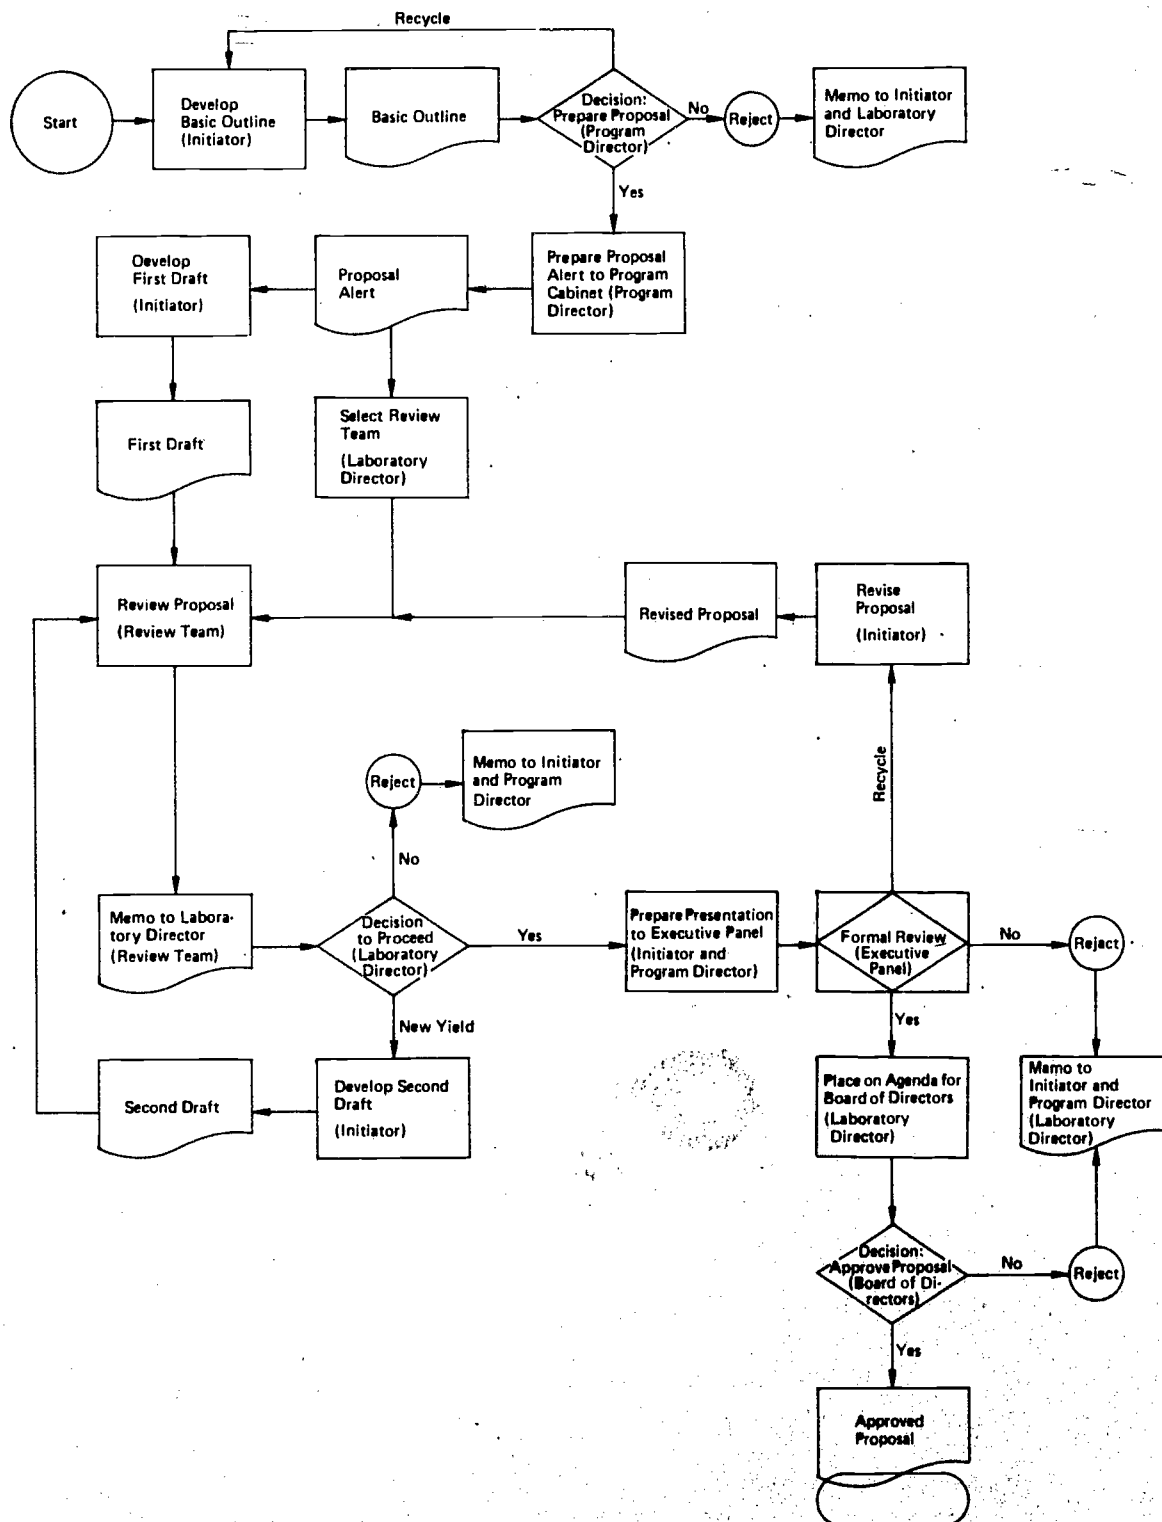 Recycle
Start
Develop
Basic Outline
(Initiator)
Basic Outline
Decision:
Prepare Proposal
(Program
Director)
No
Reject
Memo to Initiator
and Laboratory
Director
Yes
Develop
First Draft
(Initiator)
Proposal
Alert
Prepare Proposal
Alert to Program
Cabinet (Program
Director)
First Draft
Select Review
Team
(Laboratory
Director)
Review Proposal
(Review Team)
Revised Proposal
Revise
Proposal
(Initiator)
Recycle
Reject
Memo to Initiator
and Program
Director
No
Memo to Labora-
tory Director
(Review Team)
Decision
to Proceed
(Laboratory
Director)
Yes
Prepare Presentation
to Executive Panel
(Initiator and
Program Director)
Formal Review
(Executive
Panel)
No
Reject
New Yield
Yes
Second Draft
Develop Second
Draft
(Initiator)
Place on Agenda for
Board of Directors
(Laboratory
Director)
Memo to
Initiator and
Program Director
(Laboratory
Director)
Decision:
Approve Proposal
(Board of Di-
rectors)
No
Reject
Yes
Approved
Proposal